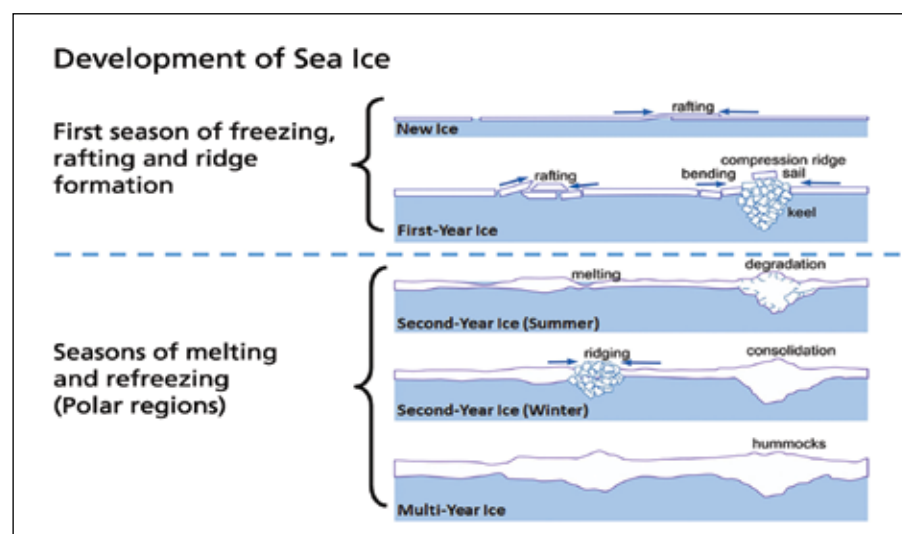 Development of Sea Ice
First season of freezing,
rafting and ridge
formation
rafting
New Ice
compression ridge
rafting
bending
sail
keel
First-Year Ice
degradation
melting
Second-Year Ice (Summer)
Seasons of melting
and refreezing
(Polar regions)
ridging
consolidation
Second-Year Ice (Winter)
hummocks
Multi-Year Ice